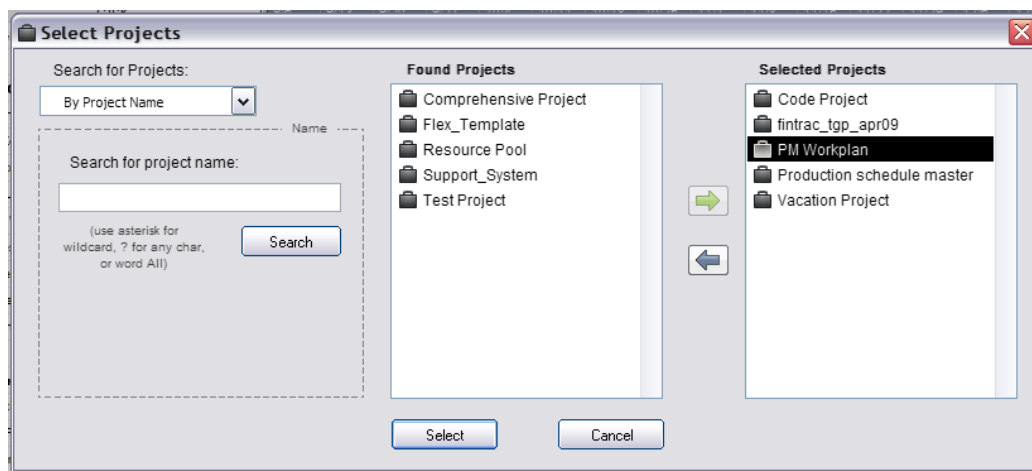 Select Projects
Search for Projects:
By Project Name
Name
Search for project name:
(use asterisk for
wildcard, ? for any char,
or word All)
Search
Found Projects
Comprehensive Project
Flex_Template
Resource Pool
Support_System
Test Project
Selected Projects
Code Project
fintrac_tgp_apr09
PM Workplan
Production schedule master
Vacation Project
Select
Cancel